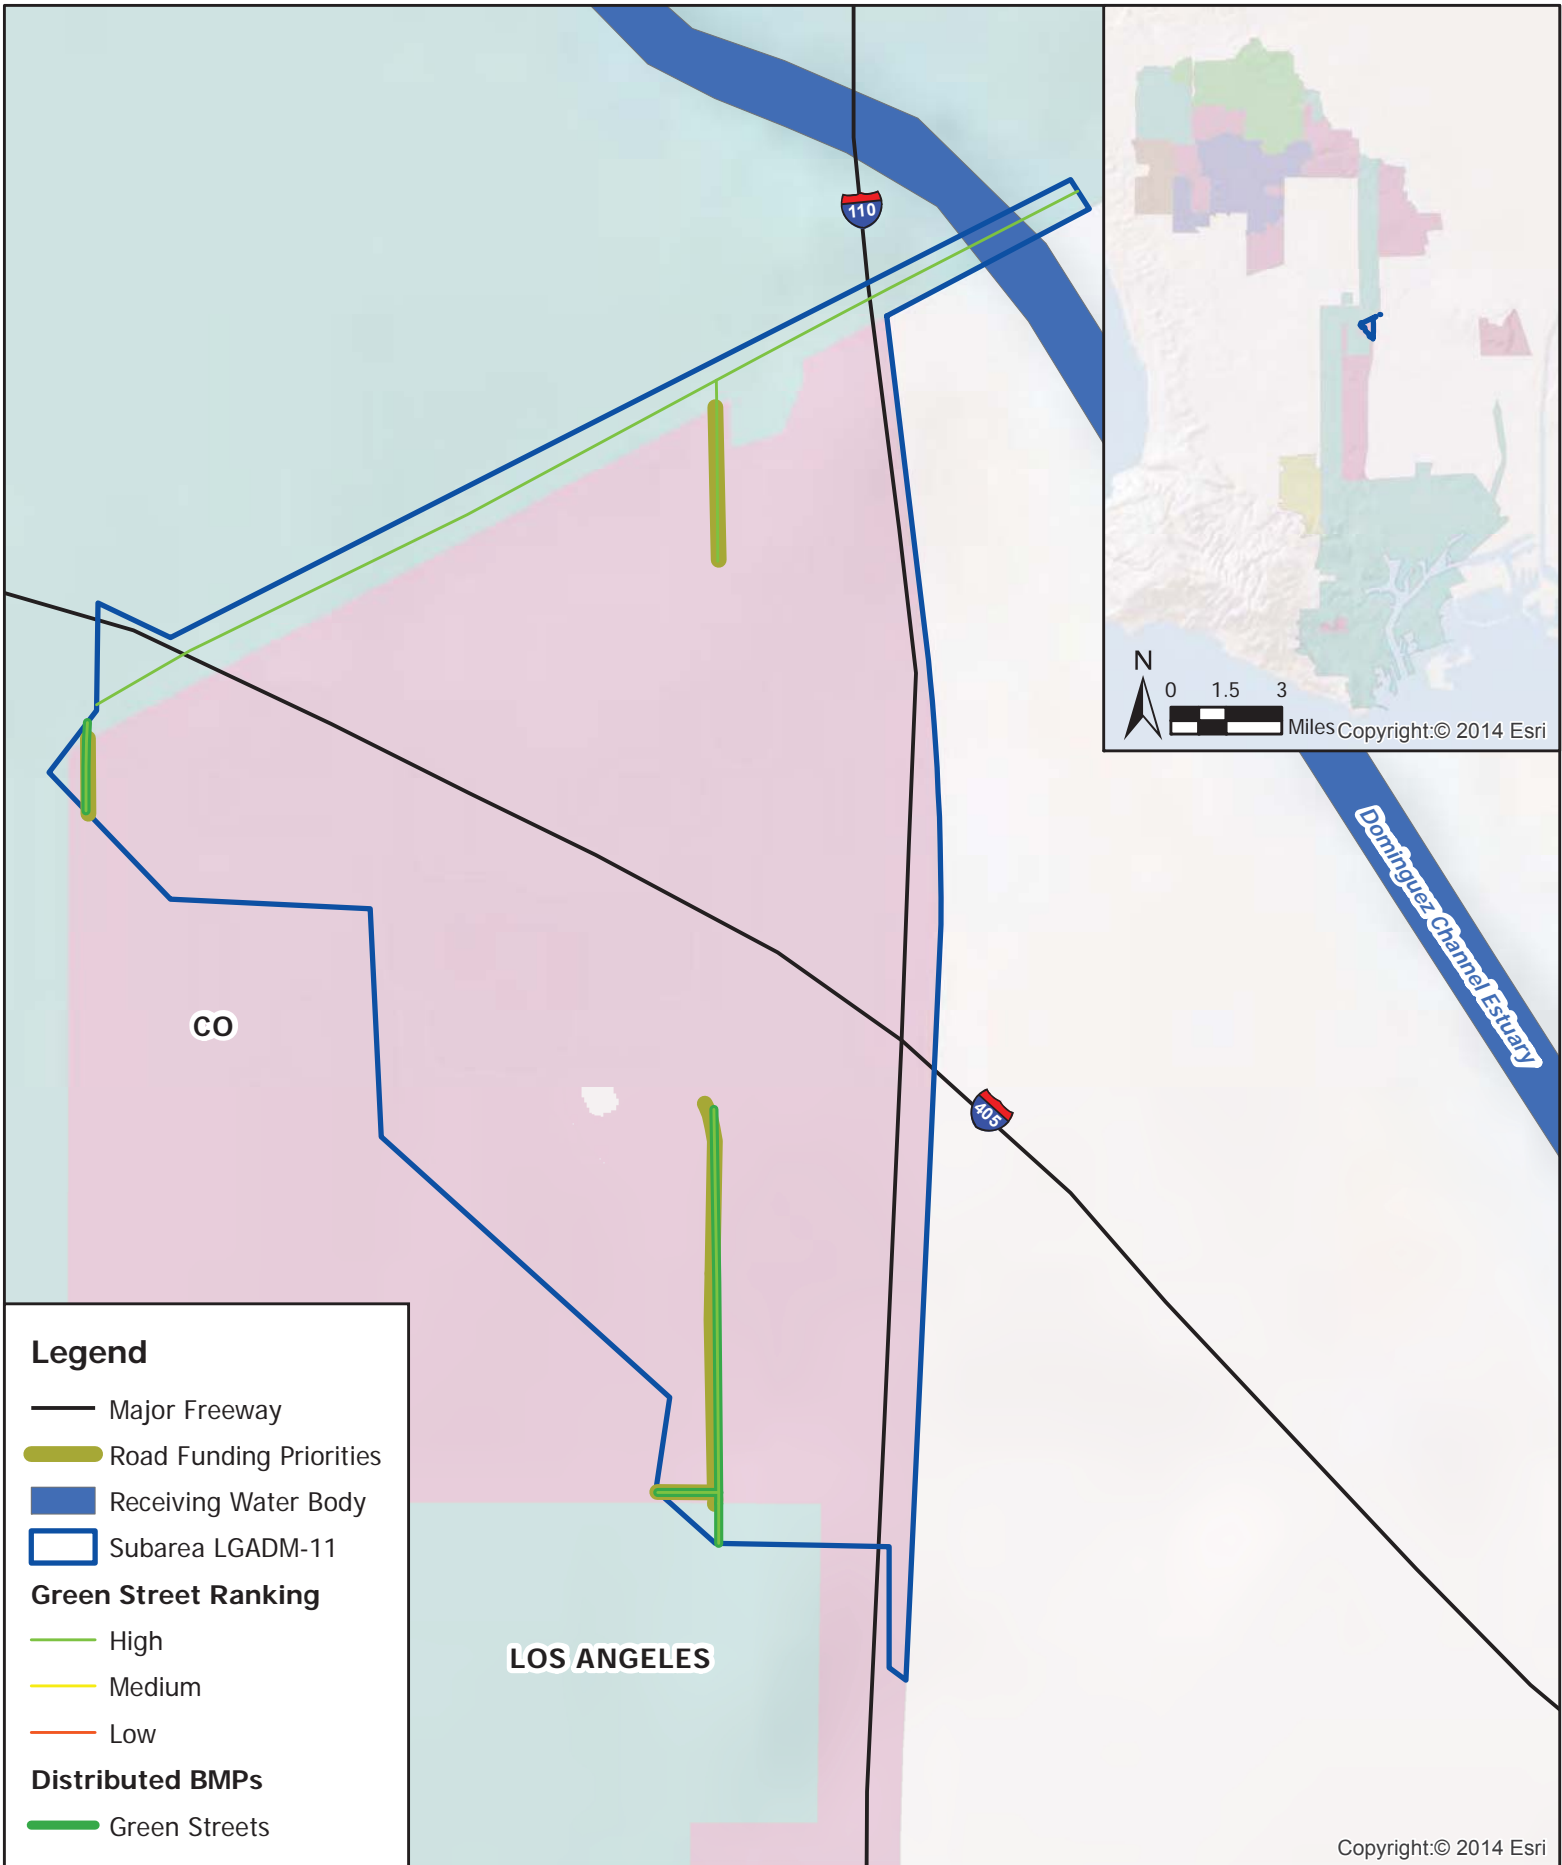 110
N
0 1.5 3
Miles
Copyright:© 2014 Esri
Dominguez Channel Estuary
CO
405
Legend
Major Freeway
Road Funding Priorities
Receiving Water Body
Subarea LGADM-11
Green Street Ranking
High
Medium
Low
Distributed BMPs
Green Streets
LOS ANGELES
Copyright:© 2014 Esri